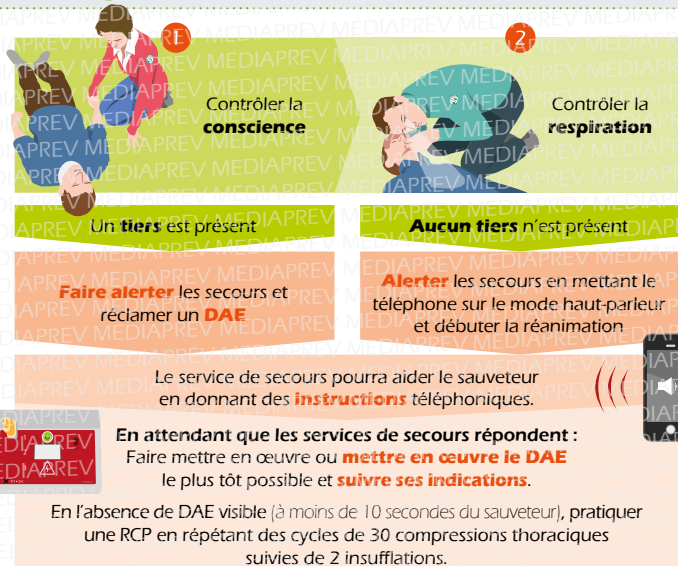 1
2
Contrôler la
conscience
Contrôler la
respiration
Un tiers est présent
Aucun tiers n'est présent
Faire alerter les secours et
réclamer un DAE
Alerter les secours en mettant le
téléphone sur le mode haut-parleur
et débuter la réanimation
Le service de secours pourra aider le sauveteur
en donnant des instructions téléphoniques.
En attendant que les services de secours répondent :
Faire mettre en œuvre ou mettre en œuvre le DAE
le plus tôt possible et suivre ses indications.
En l'absence de DAE visible (à moins de 10 secondes du sauveteur), pratiquer
une RCP en répétant des cycles de 30 compressions thoraciques
suivies de 2 insufflations.
MEDIAPREV